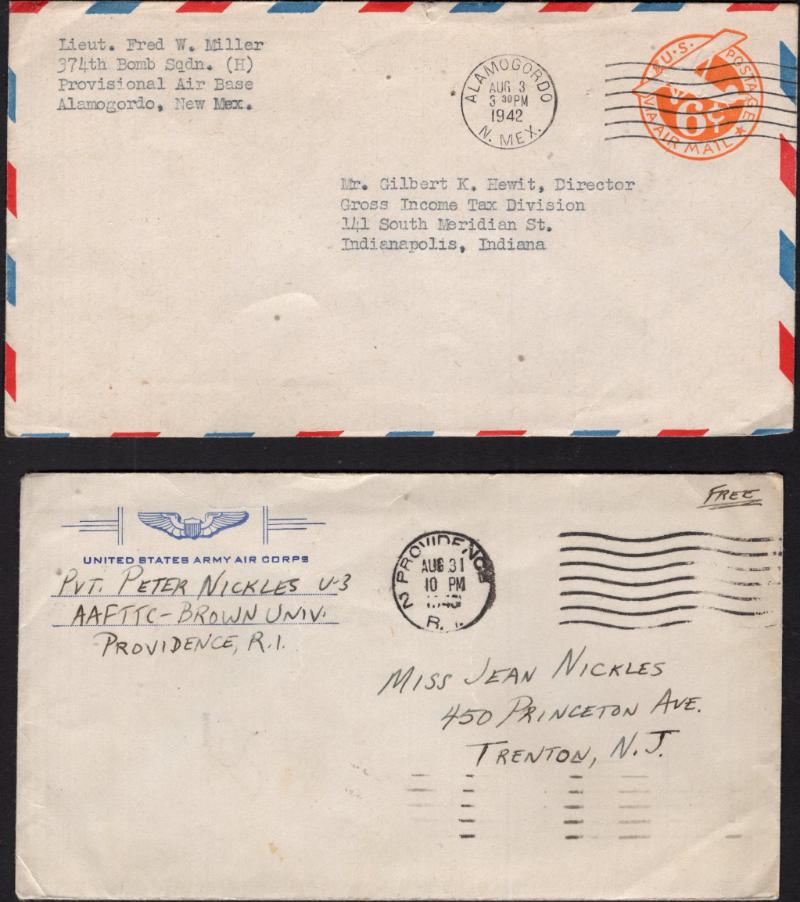 Lieut. Fred W. Miller
374th Bomb Sqdn. (H)
Provisional Air Base
Alamogordo, New Mex.
ALAMOGORDO
AUG 3
3 30 PM
1942
N. MEX.
U.S. POSTAGE
6¢
VIA AIR MAIL
Mr. Gilbert K. Hewit, Director
Gross Income Tax Division
141 South Meridian St.
Indianapolis, Indiana
FREE
UNITED STATES ARMY AIR CORPS
PVT. PETER NICKLES U-3
AAFTTC-BROWN UNIV.
PROVIDENCE, R.I.
2 PROVIDENCE
AUG 31
10 PM
R. I.
MISS JEAN NICKLES
450 PRINCETON AVE.
TRENTON, N.J.